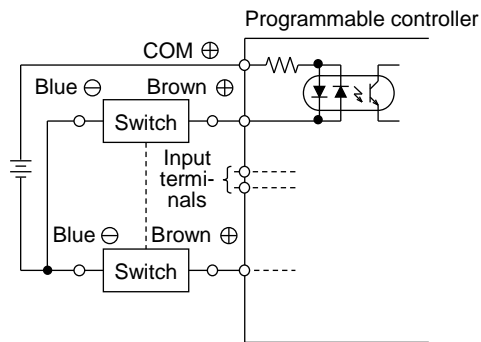 Programmable controller
COM ⊕
Blue ⊖ Brown ⊕
Switch
Input
termi-
nals
Blue ⊖ Brown ⊕
Switch